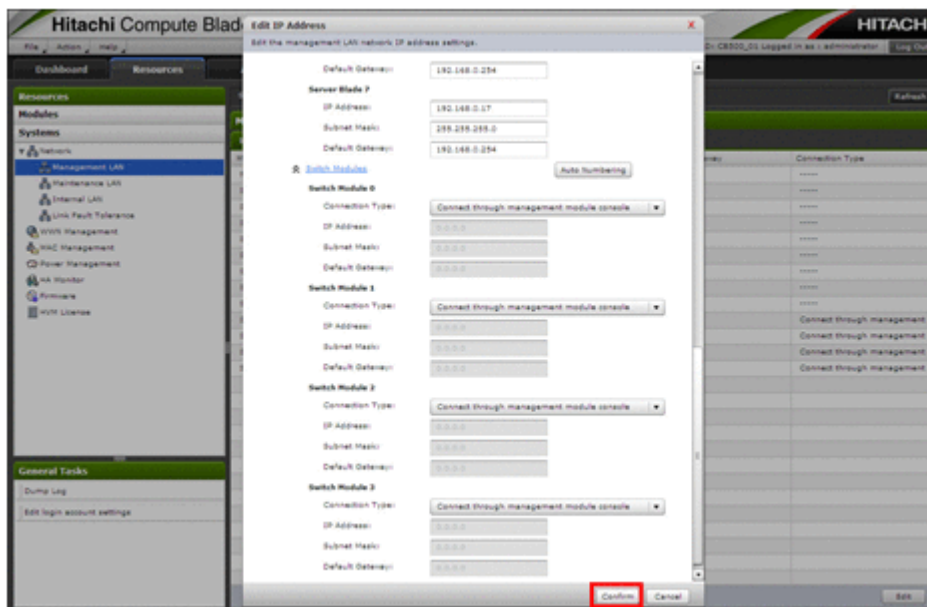 Hitachi Compute Blad
HITACHI
Edit IP Address
X
Edit the management LAN network IP address settings.
File
Action
Help
ID: CB500_01 Logged in as : administrator
Log Ou
Dashboard
Resources
Resources
Modules
Systems
Network
Management LAN
Maintenance LAN
Internal LAN
Link Fault Tolerance
WWN Management
MAC Management
Power Management
HA Monitor
Firmware
HVM License
General Tasks
Dump Log
Edit login account settings
Default Gateway: 192.168.0.254
Server Blade 7
IP Address: 192.168.0.17
Subnet Mask: 255.255.255.0
Default Gateway: 192.168.0.254
Switch Modules
Auto Numbering
Switch Module 0
Connection Type: Connect through management module console
IP Address: 0.0.0.0
Subnet Mask: 0.0.0.0
Default Gateway: 0.0.0.0
Switch Module 1
Connection Type: Connect through management module console
IP Address: 0.0.0.0
Subnet Mask: 0.0.0.0
Default Gateway: 0.0.0.0
Switch Module 2
Connection Type: Connect through management module console
IP Address: 0.0.0.0
Subnet Mask: 0.0.0.0
Default Gateway: 0.0.0.0
Switch Module 3
Connection Type: Connect through management module console
IP Address: 0.0.0.0
Subnet Mask: 0.0.0.0
Default Gateway: 0.0.0.0
Confirm
Cancel
Refresh
Connection Type
-----
-----
-----
-----
-----
-----
-----
-----
-----
Connect through management
Connect through management
Connect through management
Connect through management
Edit